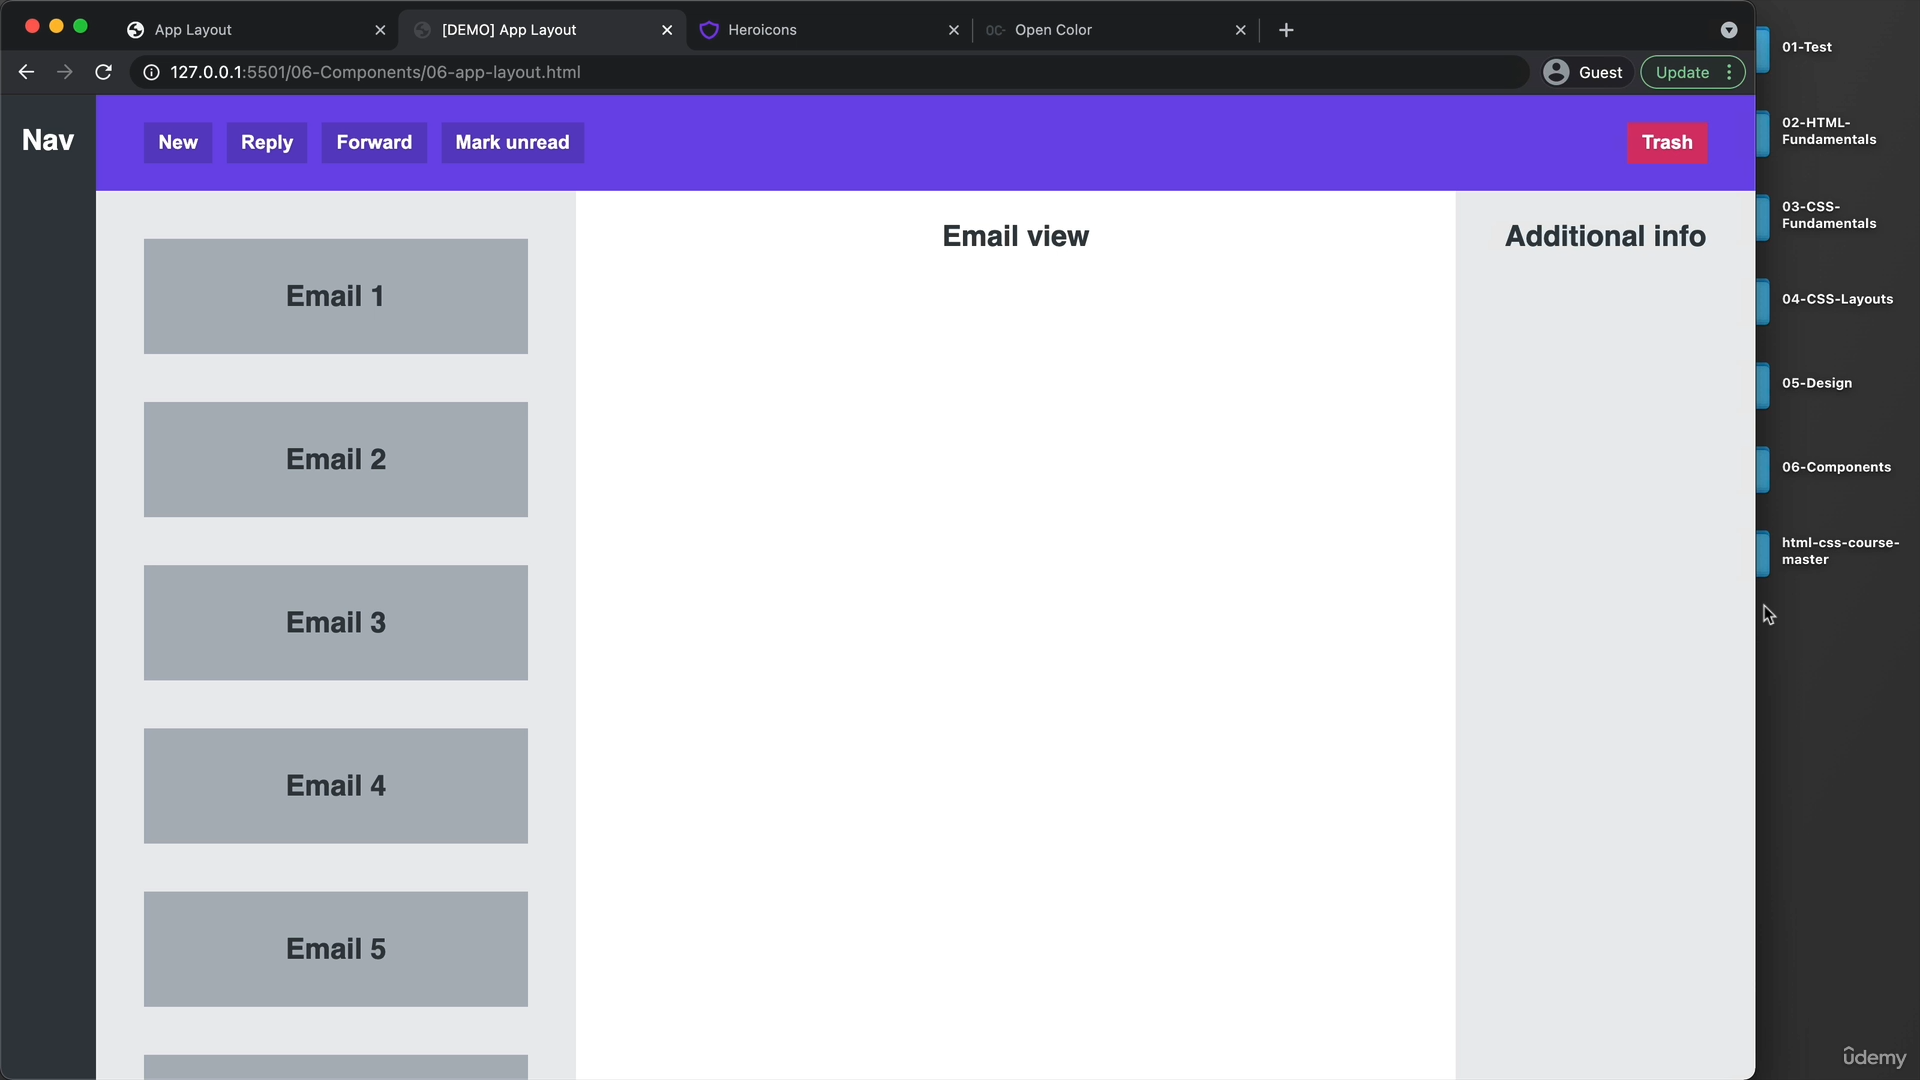 App Layout
[DEMO] App Layout
Heroicons
OC- Open Color
127.0.0.1:5501/06-Components/06-app-layout.html
Guest
Update
Nav
New
Reply
Forward
Mark unread
Trash
Email 1
Email 2
Email 3
Email 4
Email 5
Email view
Additional info
01-Test
02-HTML-
Fundamentals
03-CSS-
Fundamentals
04-CSS-Layouts
05-Design
06-Components
html-css-course-
master
ûdemy